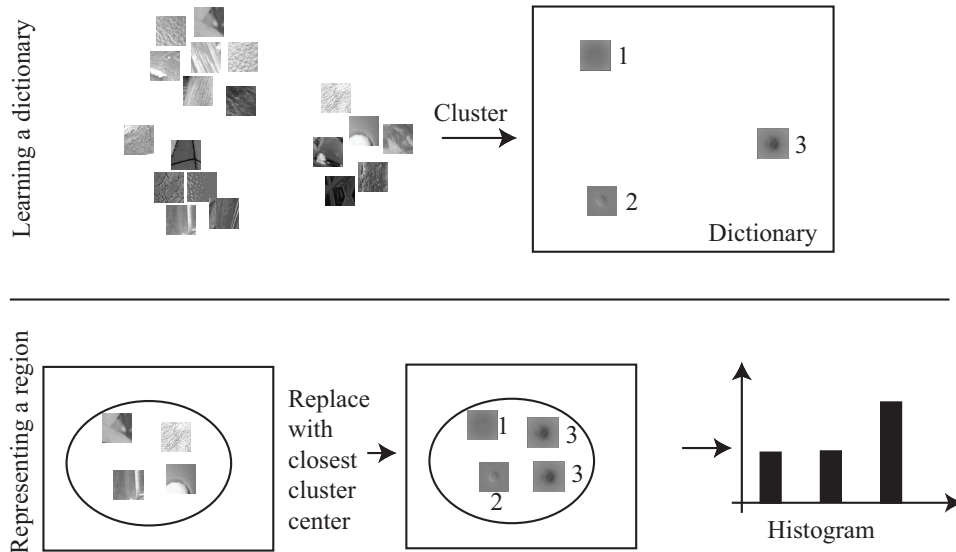 Learning a dictionary
Cluster
1
3
2
Dictionary
Representing a region
Replace
with
closest
cluster
center
1
3
2
3
Histogram